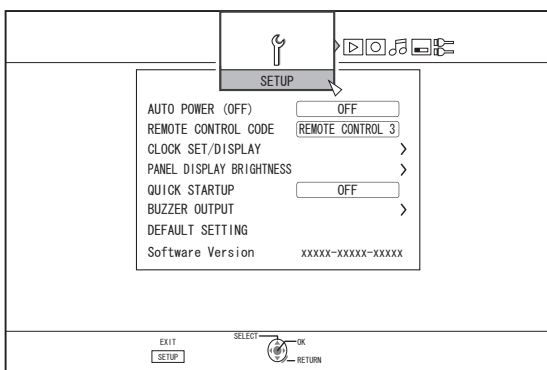 SETUP
AUTO POWER (OFF) OFF
REMOTE CONTROL CODE REMOTE CONTROL 3
CLOCK SET/DISPLAY
PANEL DISPLAY BRIGHTNESS
QUICK STARTUP OFF
BUZZER OUTPUT
DEFAULT SETTING
Software Version xxxxx-xxxxx-xxxxx
EXIT
SETUP
SELECT
OK
RETURN